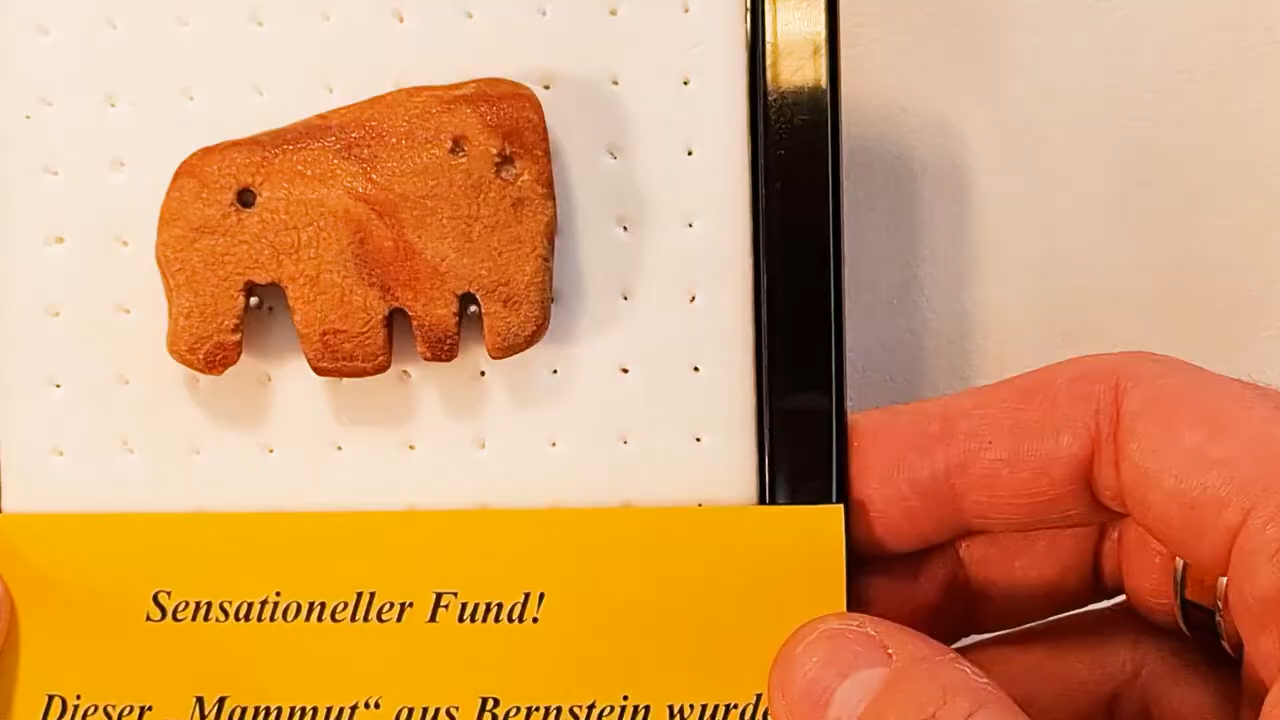 Sensationeller Fund!
Dieser „Mammut“ aus Bernstein wurde